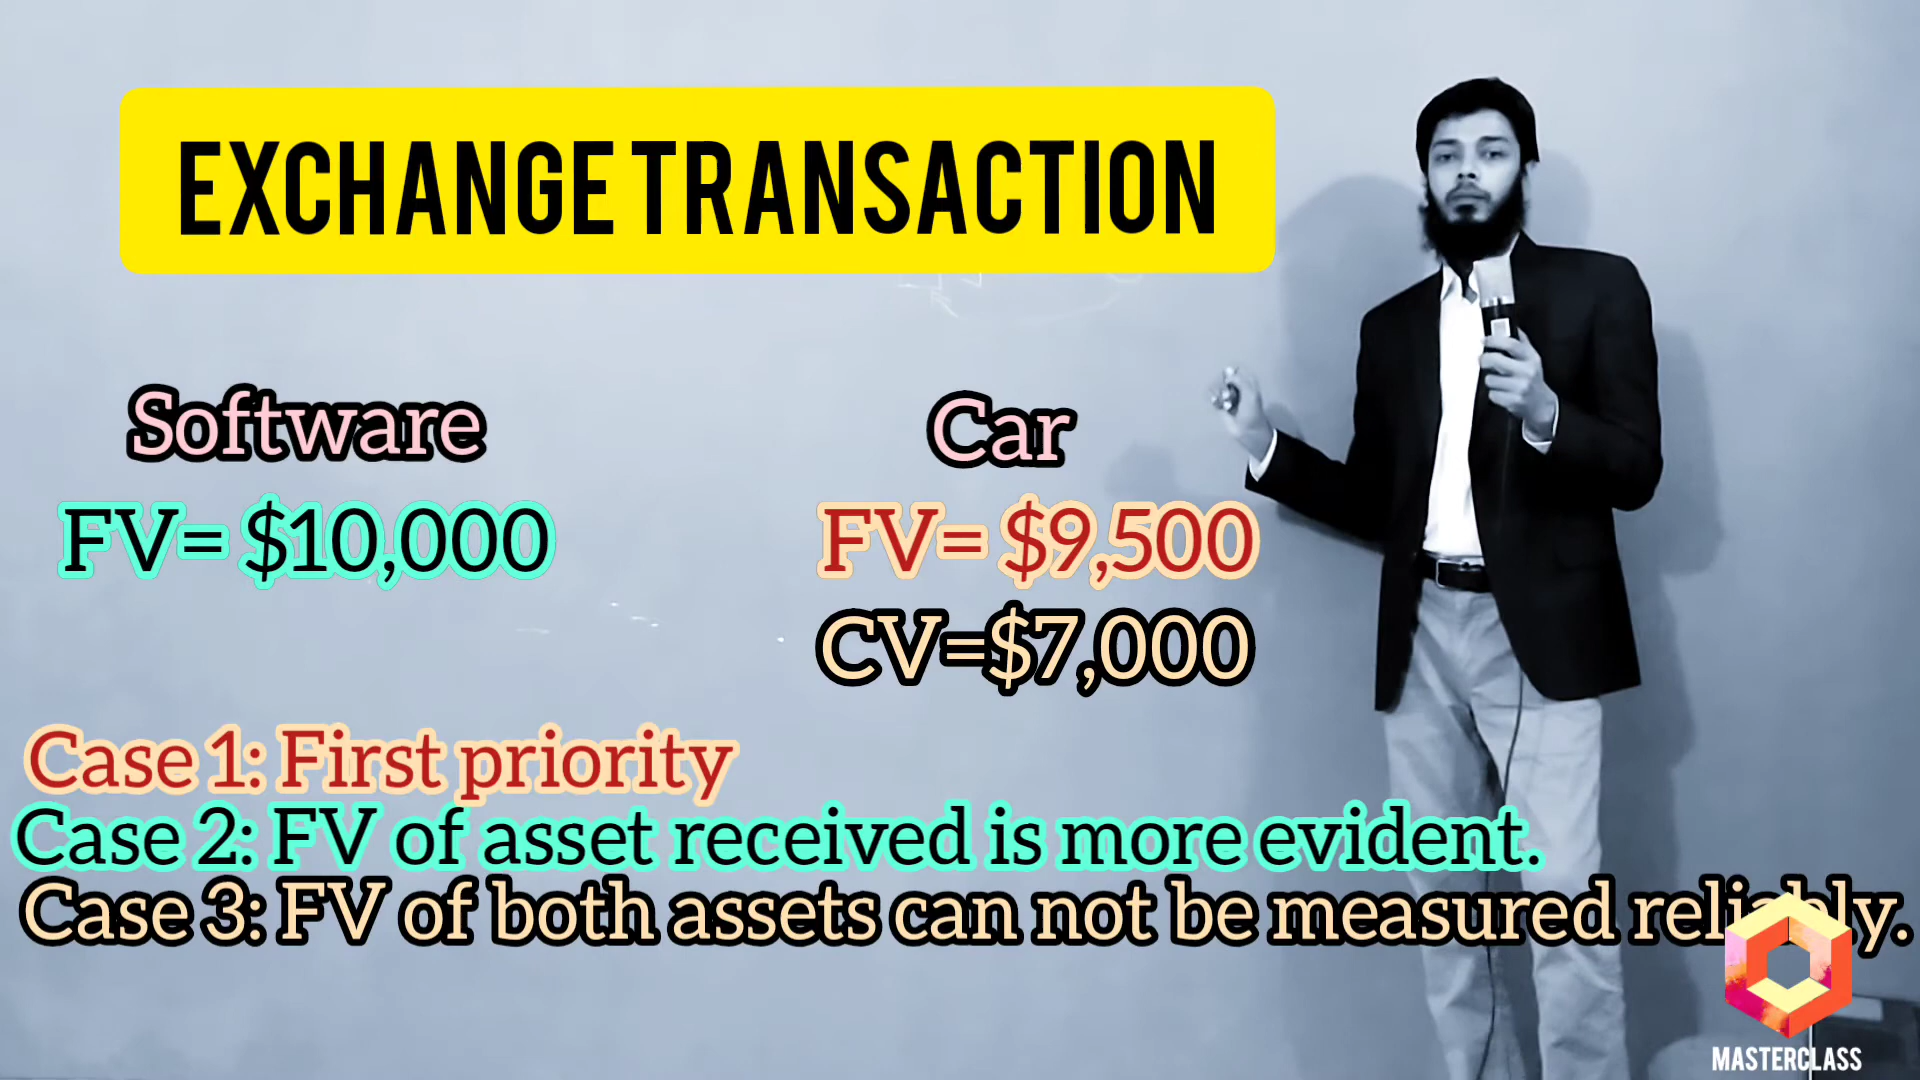 EXCHANGE TRANSACTION
Software
Car
FV= $10,000
FV= $9,500
CV=$7,000
Case 1: First priority
Case 2: FV of asset received is more evident.
Case 3: FV of both assets can not be measured reliably.
MASTERCLASS